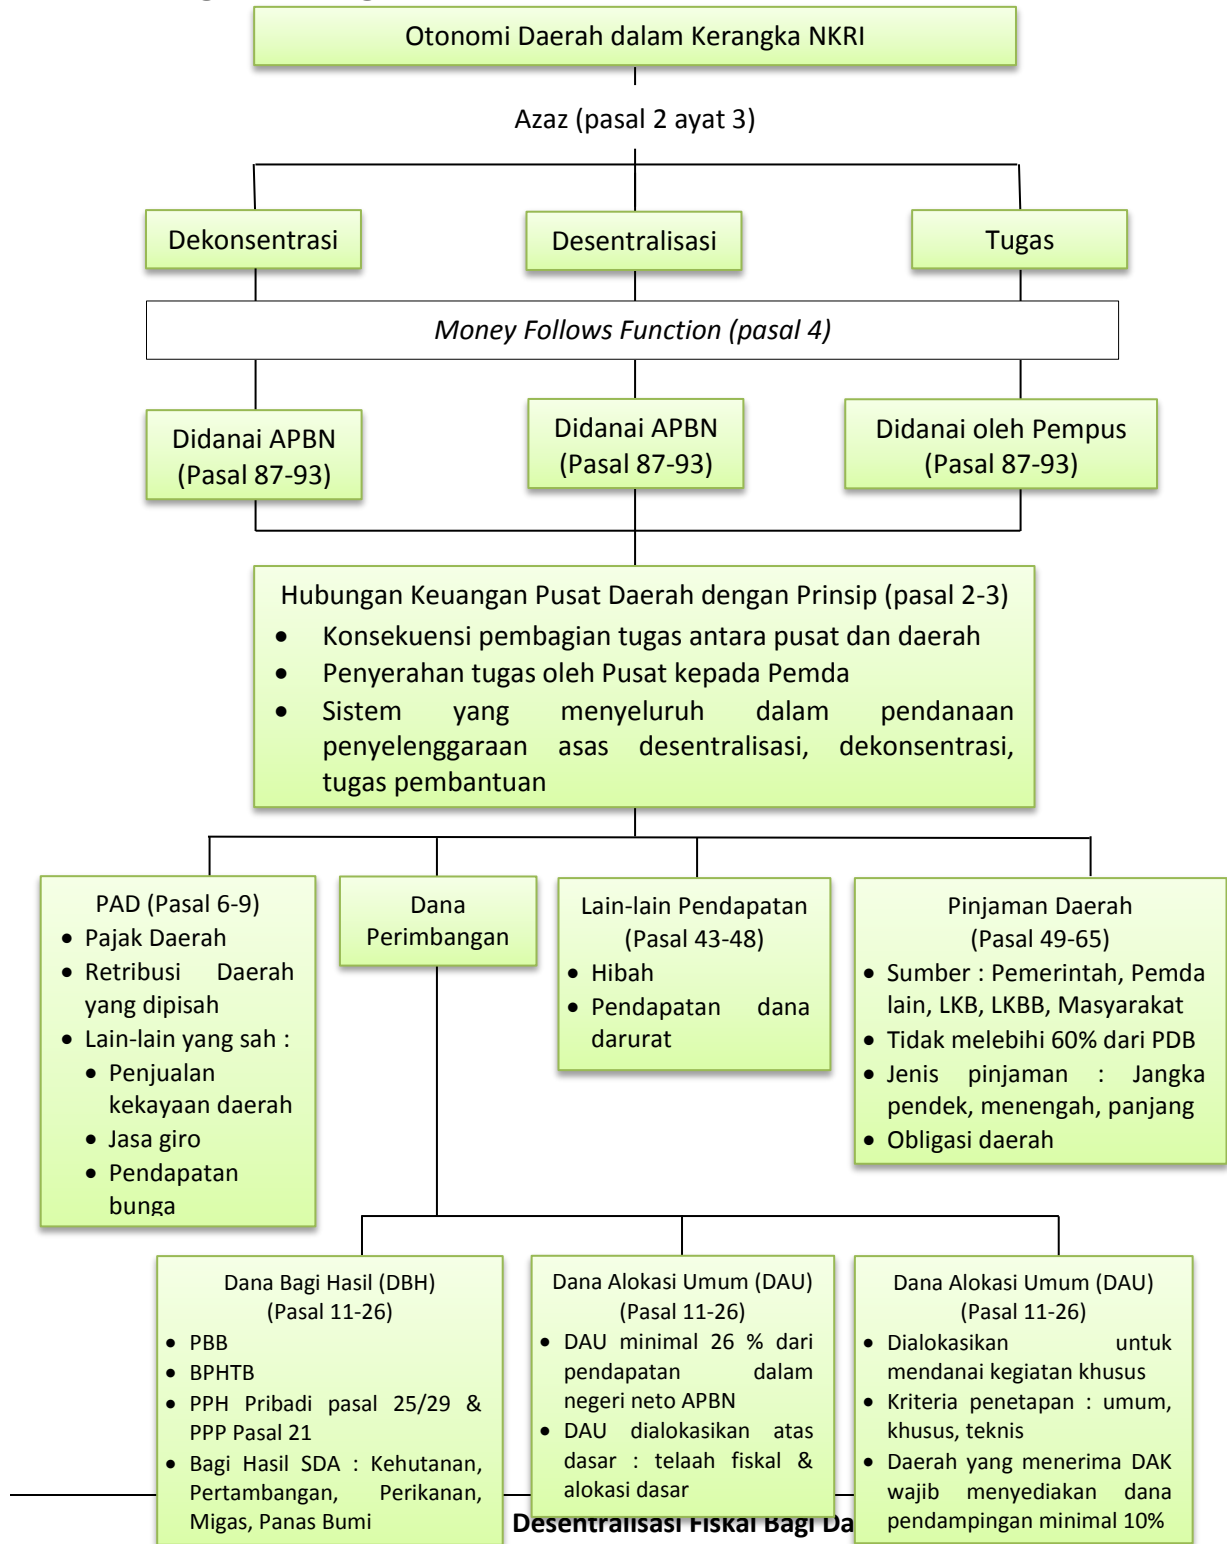 Otonomi Daerah dalam Kerangka NKRI
Azaz (pasal 2 ayat 3)
Dekonsentrasi
Desentralisasi
Tugas
Money Follows Function (pasal 4)
Didanai APBN
(Pasal 87-93)
Didanai APBN
(Pasal 87-93)
Didanai oleh Pempus
(Pasal 87-93)
Hubungan Keuangan Pusat Daerah dengan Prinsip (pasal 2-3)
• Konsekuensi pembagian tugas antara pusat dan daerah
• Penyerahan tugas oleh Pusat kepada Pemda
• Sistem yang menyeluruh dalam pendanaan
penyelenggaraan asas desentralisasi, dekonsentrasi,
tugas pembantuan
PAD (Pasal 6-9)
• Pajak Daerah
• Retribusi Daerah
yang dipisah
• Lain-lain yang sah :
• Penjualan
kekayaan daerah
• Jasa giro
• Pendapatan
bunga
Dana
Perimbangan
Lain-lain Pendapatan
(Pasal 43-48)
• Hibah
• Pendapatan dana
darurat
Pinjaman Daerah
(Pasal 49-65)
• Sumber : Pemerintah, Pemda
lain, LKB, LKBB, Masyarakat
• Tidak melebihi 60% dari PDB
• Jenis pinjaman : Jangka
pendek, menengah, panjang
• Obligasi daerah
Dana Bagi Hasil (DBH)
(Pasal 11-26)
• PBB
• BPHTB
• PPH Pribadi pasal 25/29 &
PPP Pasal 21
• Bagi Hasil SDA : Kehutanan,
Pertambangan, Perikanan,
Migas, Panas Bumi
Dana Alokasi Umum (DAU)
(Pasal 11-26)
• DAU minimal 26 % dari
pendapatan dalam
negeri neto APBN
• DAU dialokasikan atas
dasar : telaah fiskal &
alokasi dasar
Dana Alokasi Umum (DAU)
(Pasal 11-26)
• Dialokasikan untuk
mendanai kegiatan khusus
• Kriteria penetapan : umum,
khusus, teknis
• Daerah yang menerima DAK
wajib menyediakan dana
pendampingan minimal 10%
Desentralisasi Fiskal Bagi Da